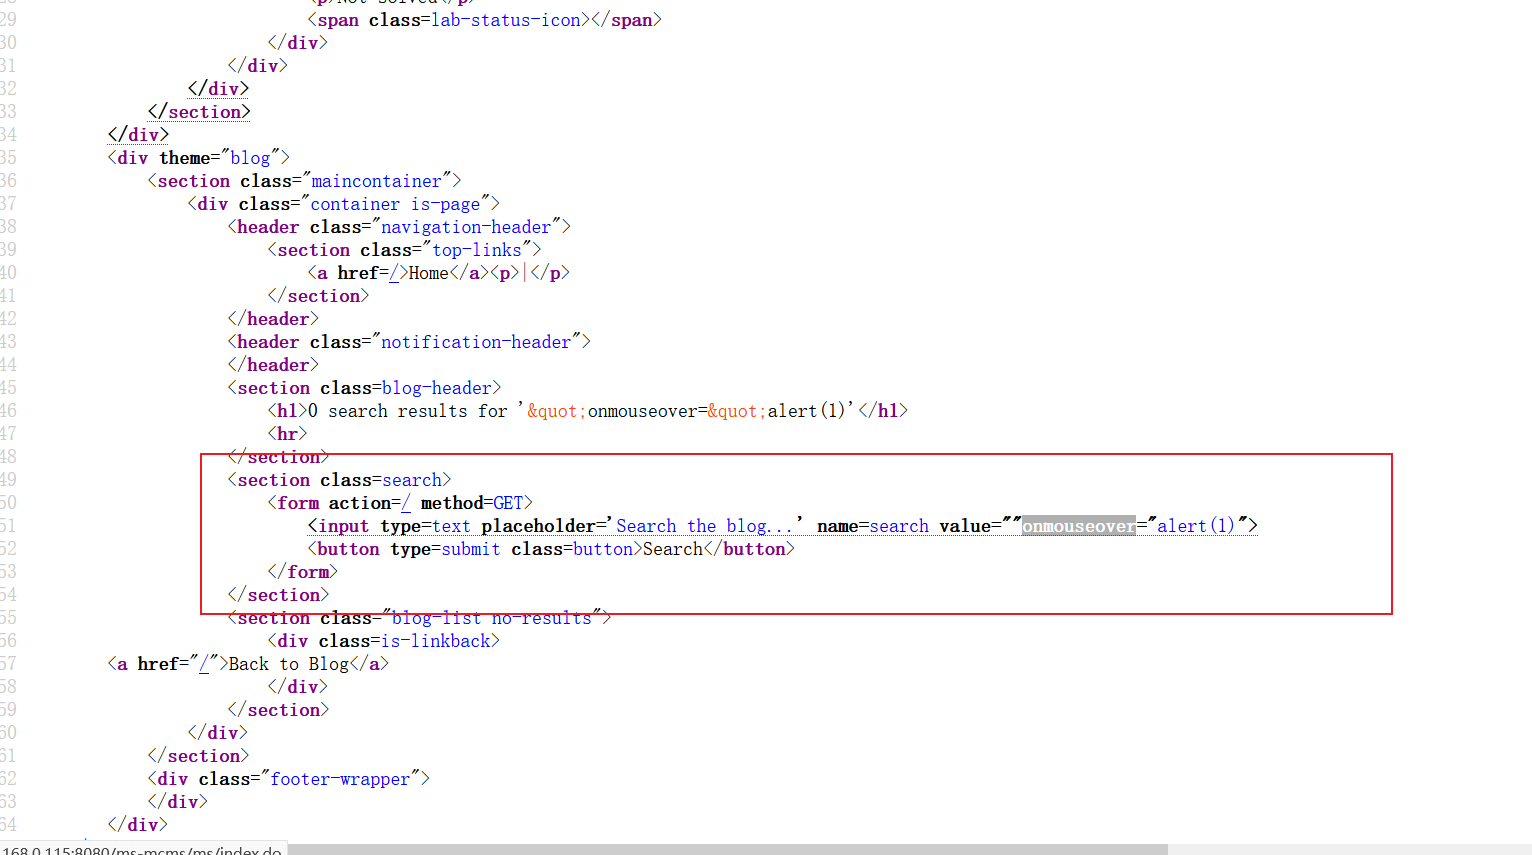 <p>Not solved</p>
29 <span class=lab-status-icon></span>
30 </div>
31 </div>
32 </div>
33 </section>
34 </div>
35 <div theme="blog">
36 <section class="maincontainer">
37 <div class="container is-page">
38 <header class="navigation-header">
39 <section class="top-links">
40 <a href=/>Home</a><p>|</p>
41 </section>
42 </header>
43 <header class="notification-header">
44 </header>
45 <section class=blog-header>
46 <h1>0 search results for '&quot;onmouseover=&quot;alert(1)'</h1>
47 <hr>
48 </section>
49 <section class=search>
50 <form action=/ method=GET>
51 <input type=text placeholder='Search the blog...' name=search value=""onmouseover="alert(1)">
52 <button type=submit class=button>Search</button>
53 </form>
54 </section>
55 <section class="blog-list no-results">
56 <div class=is-linkback>
57 <a href="/">Back to Blog</a>
58 </div>
59 </section>
60 </div>
61 </section>
62 <div class="footer-wrapper">
63 </div>
64 </div>
168.0.115:8080/ms-mcms/ms/index.do